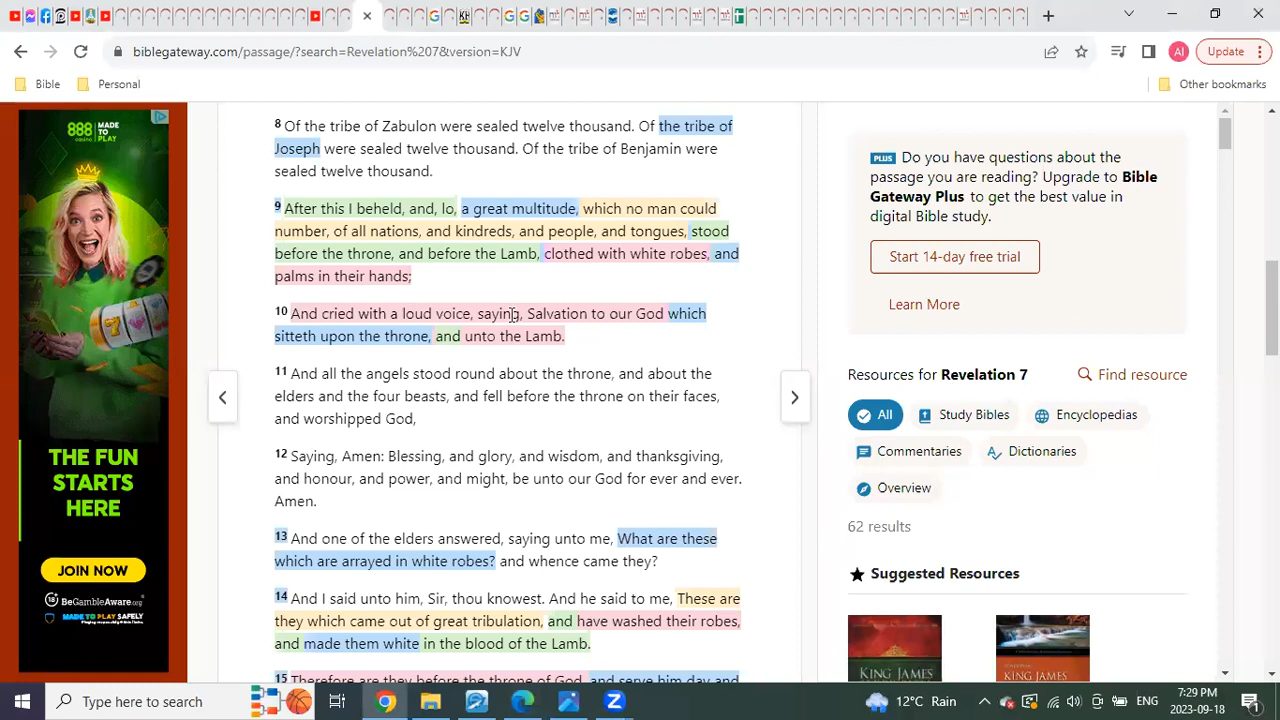 biblegateway.com/passage/?search=Revelation%207&version=KJV
AI
Update
Bible
Personal
Other bookmarks
888
casino
MADE
TO
PLAY
THE FUN
STARTS
HERE
JOIN NOW
18
BeGambleAware.org
MADE TO PLAY SAFELY
8 Of the tribe of Zabulon were sealed twelve thousand. Of the tribe of
Joseph were sealed twelve thousand. Of the tribe of Benjamin were
sealed twelve thousand.
9 After this I beheld, and, lo, a great multitude, which no man could
number, of all nations, and kindreds, and people, and tongues, stood
before the throne, and before the Lamb, clothed with white robes, and
palms in their hands;
10 And cried with a loud voice, saying, Salvation to our God which
sitteth upon the throne, and unto the Lamb.
11 And all the angels stood round about the throne, and about the
elders and the four beasts, and fell before the throne on their faces,
and worshipped God,
12 Saying, Amen: Blessing, and glory, and wisdom, and thanksgiving,
and honour, and power, and might, be unto our God for ever and ever.
Amen.
13 And one of the elders answered, saying unto me, What are these
which are arrayed in white robes? and whence came they?
14 And I said unto him, Sir, thou knowest. And he said to me, These are
they which came out of great tribulation, and have washed their robes,
and made them white in the blood of the Lamb.
PLUS Do you have questions about the
passage you are reading? Upgrade to Bible
Gateway Plus to get the best value in
digital Bible study.
Start 14-day free trial
Learn More
Resources for Revelation 7
Find resource
All
Study Bibles
Encyclopedias
Commentaries
Dictionaries
Overview
62 results
Suggested Resources
KING JAMES
KING JAMES
Type here to search
12°C Rain
ENG
7:29 PM
2023-09-18